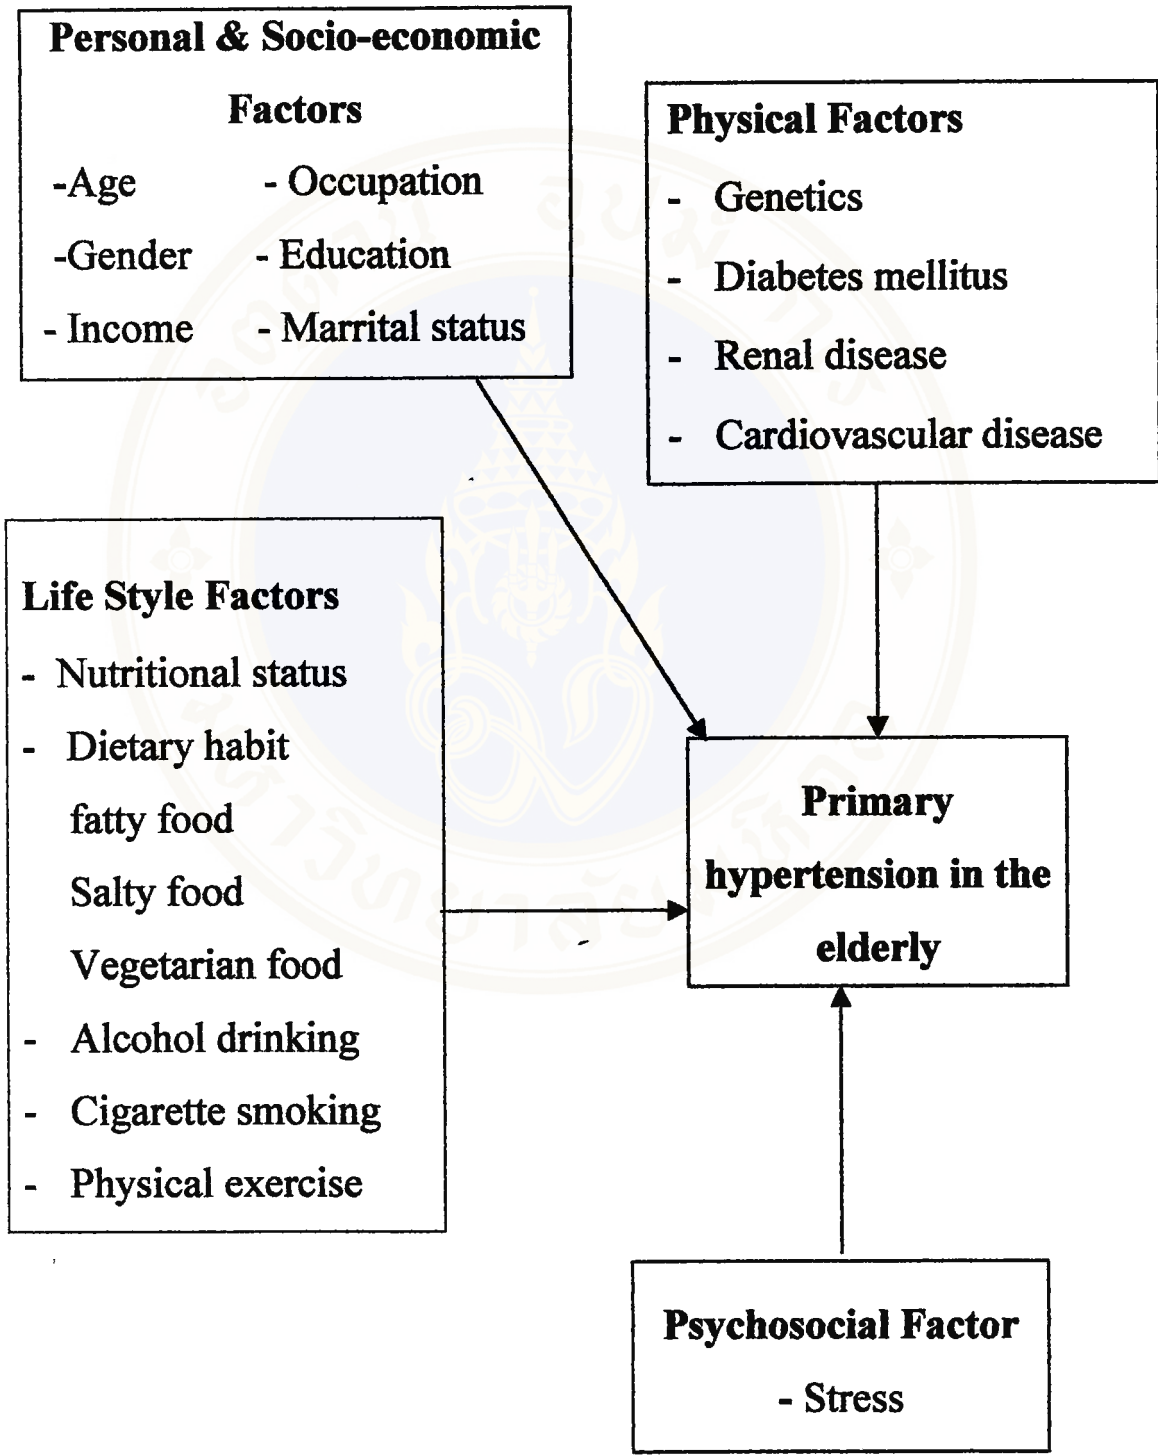 Personal & Socio-economic
Factors
-Age - Occupation
-Gender - Education
- Income - Marrital status
Physical Factors
- Genetics
- Diabetes mellitus
- Renal disease
- Cardiovascular disease
Life Style Factors
- Nutritional status
- Dietary habit
fatty food
Salty food
Vegetarian food
- Alcohol drinking
- Cigarette smoking
- Physical exercise
Primary
hypertension in the
elderly
Psychosocial Factor
- Stress